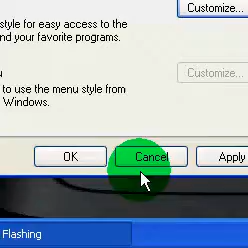 Customize...
style for easy access to the
nd your favorite programs.
u
Customize...
to use the menu style from
Windows.
OK
Cancel
Apply
Flashing